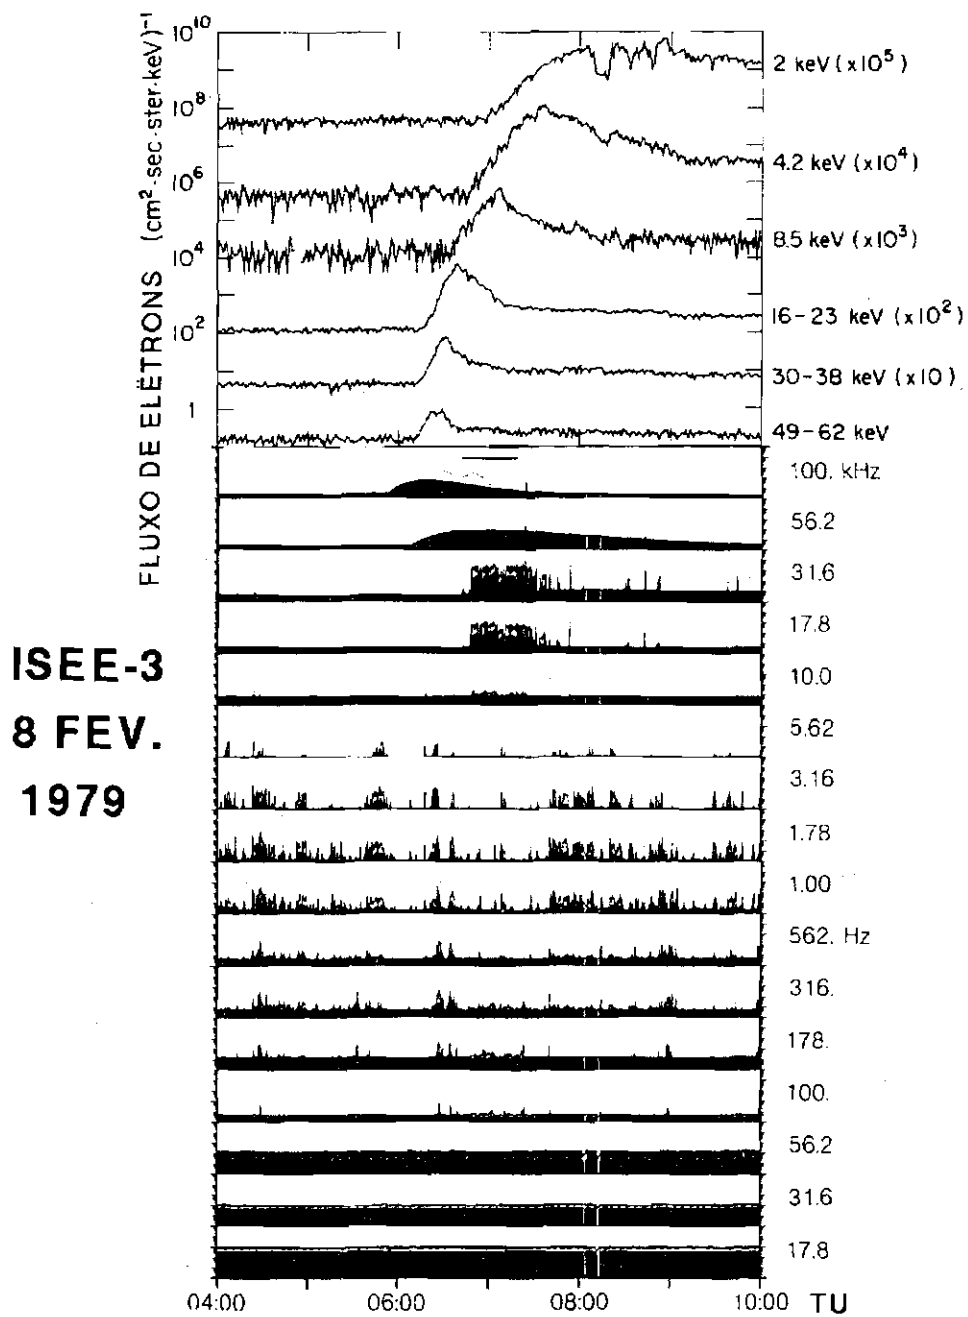 FLUXO DE ELËTRONS (cm²·sec·ster·keV)⁻¹
10¹⁰
10⁸
10⁶
10⁴
10²
1
2 keV (x10⁵)
4.2 keV (x10⁴)
8.5 keV (x10³)
16-23 keV (x10²)
30-38 keV (x10)
49-62 keV
100. kHz
56.2
31.6
17.8
10.0
5.62
3.16
1.78
1.00
562. Hz
316.
178.
100.
56.2
31.6
17.8
ISEE-3
8 FEV.
1979
04:00 06:00 08:00 10:00 TU